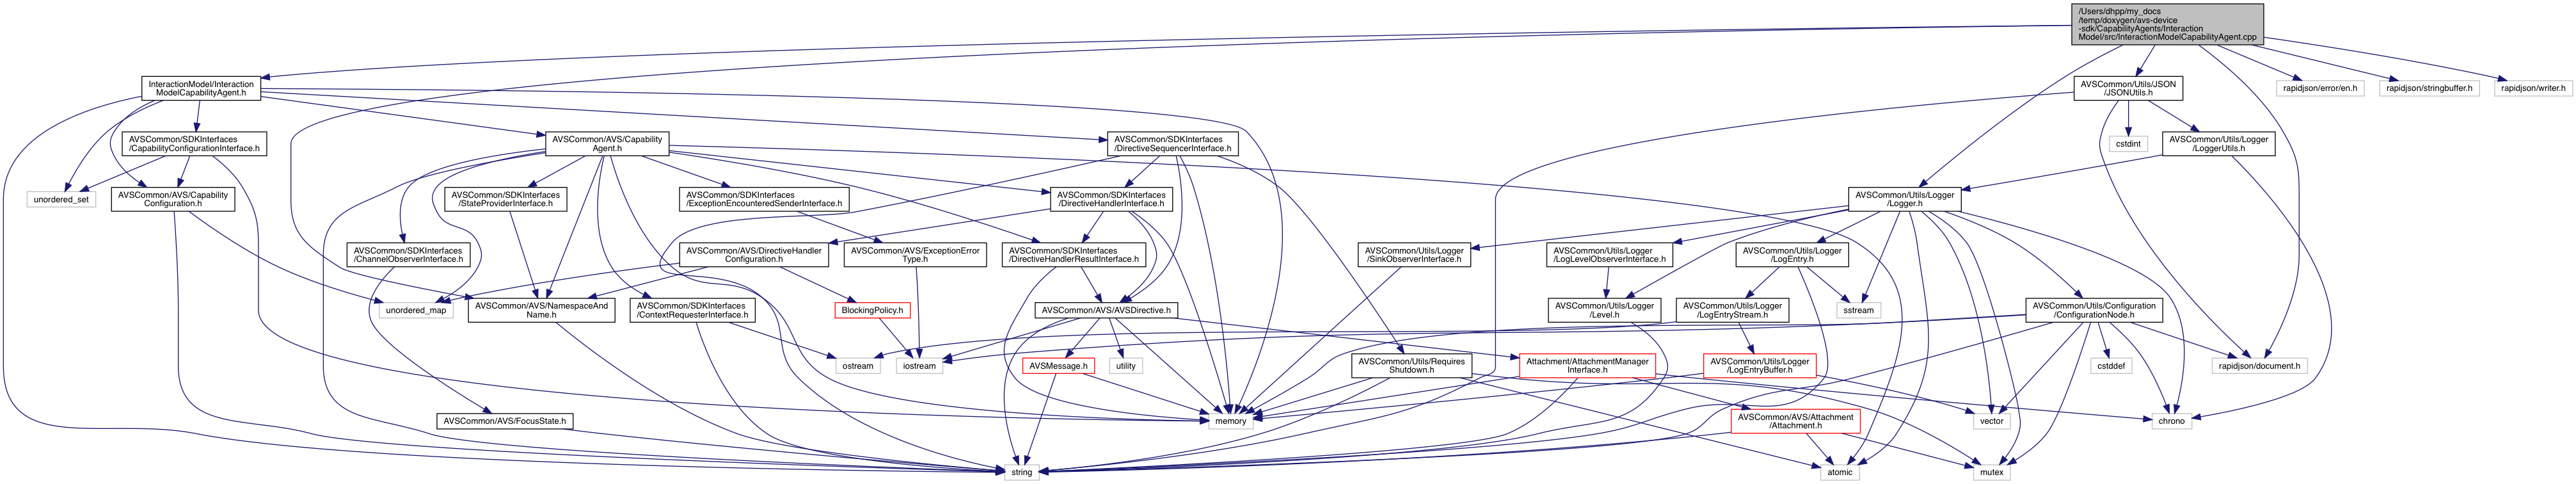 /Users/dhpp/my_docs
/temp/doxygen/avs-device
-sdk/CapabilityAgents/Interaction
Model/src/InteractionModelCapabilityAgent.cpp
InteractionModel/Interaction
ModelCapabilityAgent.h
AVSCommon/Utils/JSON
/JSONUtils.h
rapidjson/error/en.h
rapidjson/stringbuffer.h
rapidjson/writer.h
AVSCommon/SDKInterfaces
/CapabilityConfigurationInterface.h
AVSCommon/AVS/Capability
Agent.h
AVSCommon/SDKInterfaces
/DirectiveSequencerInterface.h
cstdint
AVSCommon/Utils/Logger
/LoggerUtils.h
unordered_set
AVSCommon/AVS/Capability
Configuration.h
AVSCommon/SDKInterfaces
/StateProviderInterface.h
AVSCommon/SDKInterfaces
/ExceptionEncounteredSenderInterface.h
AVSCommon/SDKInterfaces
/DirectiveHandlerInterface.h
AVSCommon/Utils/Logger
/Logger.h
AVSCommon/SDKInterfaces
/ChannelObserverInterface.h
AVSCommon/AVS/DirectiveHandler
Configuration.h
AVSCommon/AVS/ExceptionError
Type.h
AVSCommon/SDKInterfaces
/DirectiveHandlerResultInterface.h
AVSCommon/Utils/Logger
/SinkObserverInterface.h
AVSCommon/Utils/Logger
/LogLevelObserverInterface.h
AVSCommon/Utils/Logger
/LogEntry.h
unordered_map
AVSCommon/AVS/NamespaceAnd
Name.h
AVSCommon/SDKInterfaces
/ContextRequesterInterface.h
BlockingPolicy.h
AVSCommon/AVS/AVSDirective.h
AVSCommon/Utils/Logger
/Level.h
AVSCommon/Utils/Logger
/LogEntryStream.h
sstream
AVSCommon/Utils/Configuration
/ConfigurationNode.h
ostream
iostream
AVSMessage.h
utility
AVSCommon/Utils/Requires
Shutdown.h
Attachment/AttachmentManager
Interface.h
AVSCommon/Utils/Logger
/LogEntryBuffer.h
cstddef
rapidjson/document.h
AVSCommon/AVS/FocusState.h
memory
AVSCommon/AVS/Attachment
/Attachment.h
vector
chrono
string
atomic
mutex